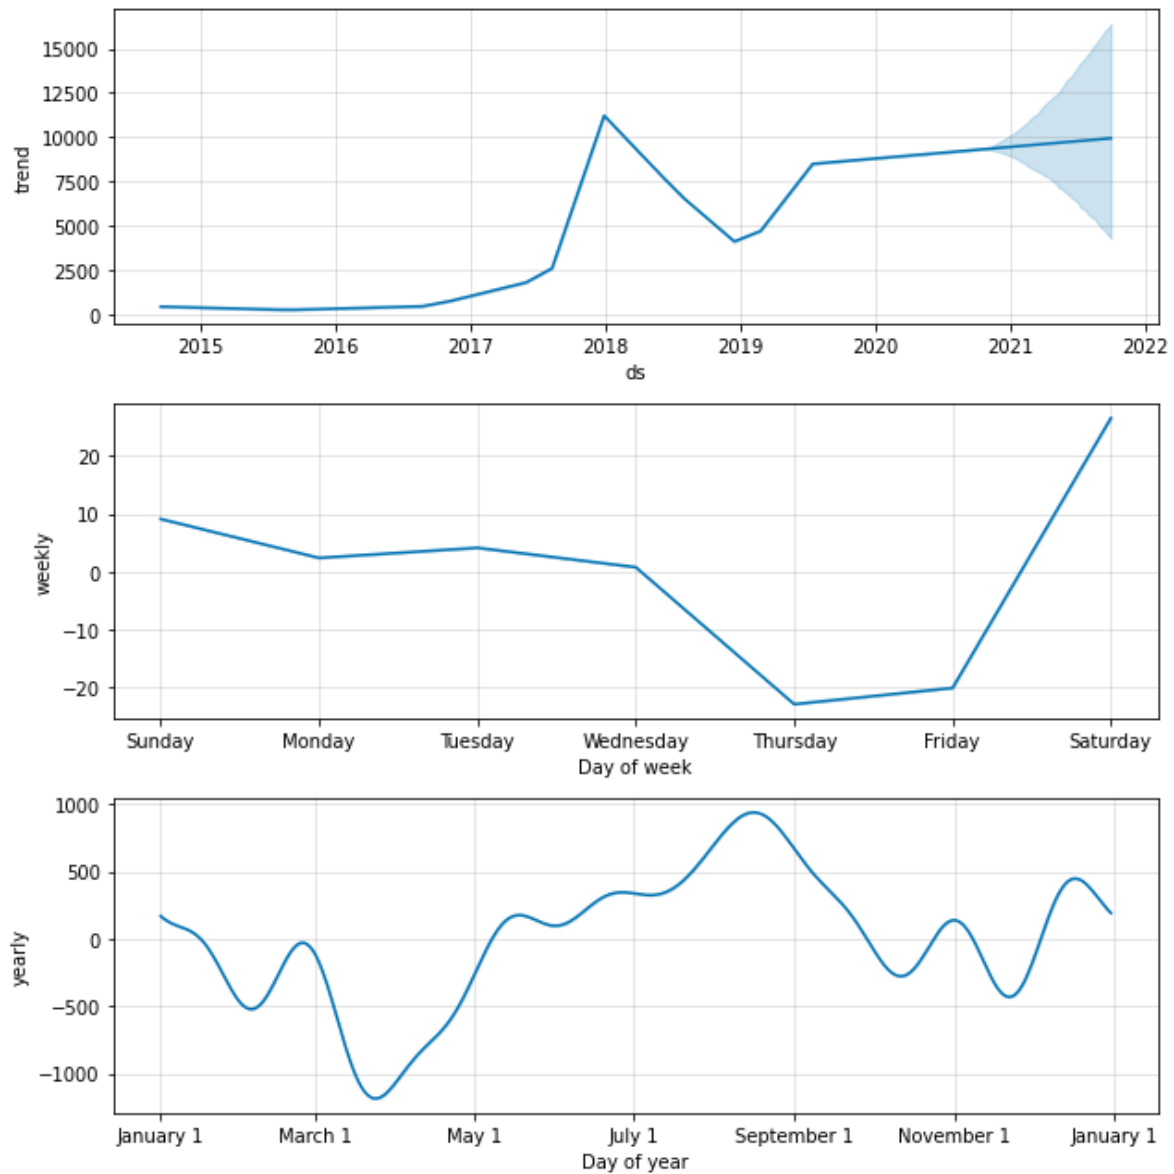 trend
15000
12500
10000
7500
5000
2500
0
2015 2016 2017 2018 2019 2020 2021 2022
ds
weekly
20
10
0
−10
−20
Sunday Monday Tuesday Wednesday Thursday Friday Saturday
Day of week
yearly
1000
500
0
−500
−1000
January 1 March 1 May 1 July 1 September 1 November 1 January 1
Day of year